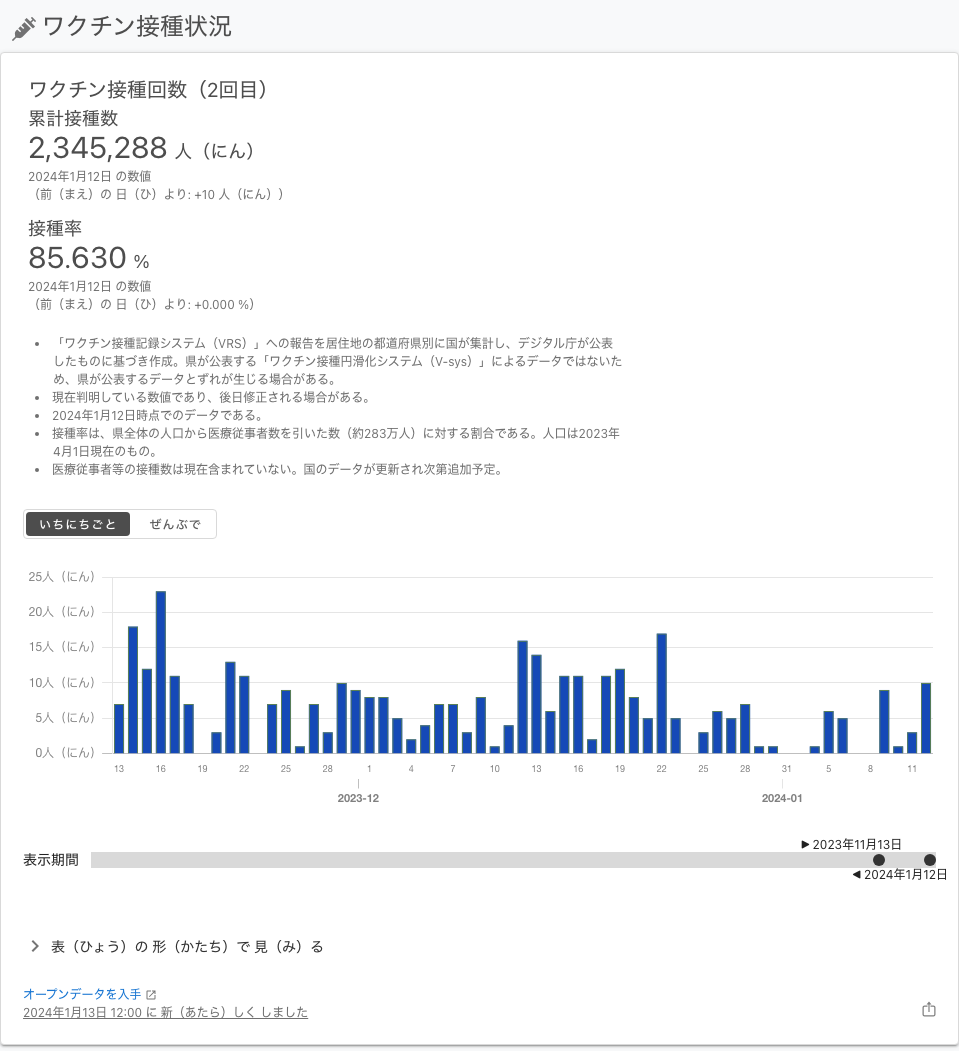 ワクチン接種状況
ワクチン接種回数（2回目）
累計接種数
2,345,288 人（にん）
2024年1月12日 の数値
（前（まえ）の 日（ひ）より: +10 人（にん））
接種率
85.630 %
2024年1月12日 の数値
（前（まえ）の 日（ひ）より: +0.000 %）
• 「ワクチン接種記録システム（VRS）」への報告を居住地の都道府県別に国が集計し、デジタル庁が公表
したものに基づき作成。県が公表する「ワクチン接種円滑化システム（V-sys）」によるデータではないた
め、県が公表するデータとずれが生じる場合がある。
• 現在判明している数値であり、後日修正される場合がある。
• 2024年1月12日時点でのデータである。
• 接種率は、県全体の人口から医療従事者数を引いた数（約283万人）に対する割合である。人口は2023年
4月1日現在のもの。
• 医療従事者等の接種数は現在含まれていない。国のデータが更新され次第追加予定。
いちにちごと ぜんぶで
25人（にん）
20人（にん）
15人（にん）
10人（にん）
5人（にん）
0人（にん）
13 16 19 22 25 28 1 4 7 10 13 16 19 22 25 28 31 5 8 11
2023-12 2024-01
2023年11月13日
表示期間
2024年1月12日
表（ひょう）の 形（かたち）で 見（み）る
オープンデータを入手
2024年1月13日 12:00 に 新（あたら）しく しました